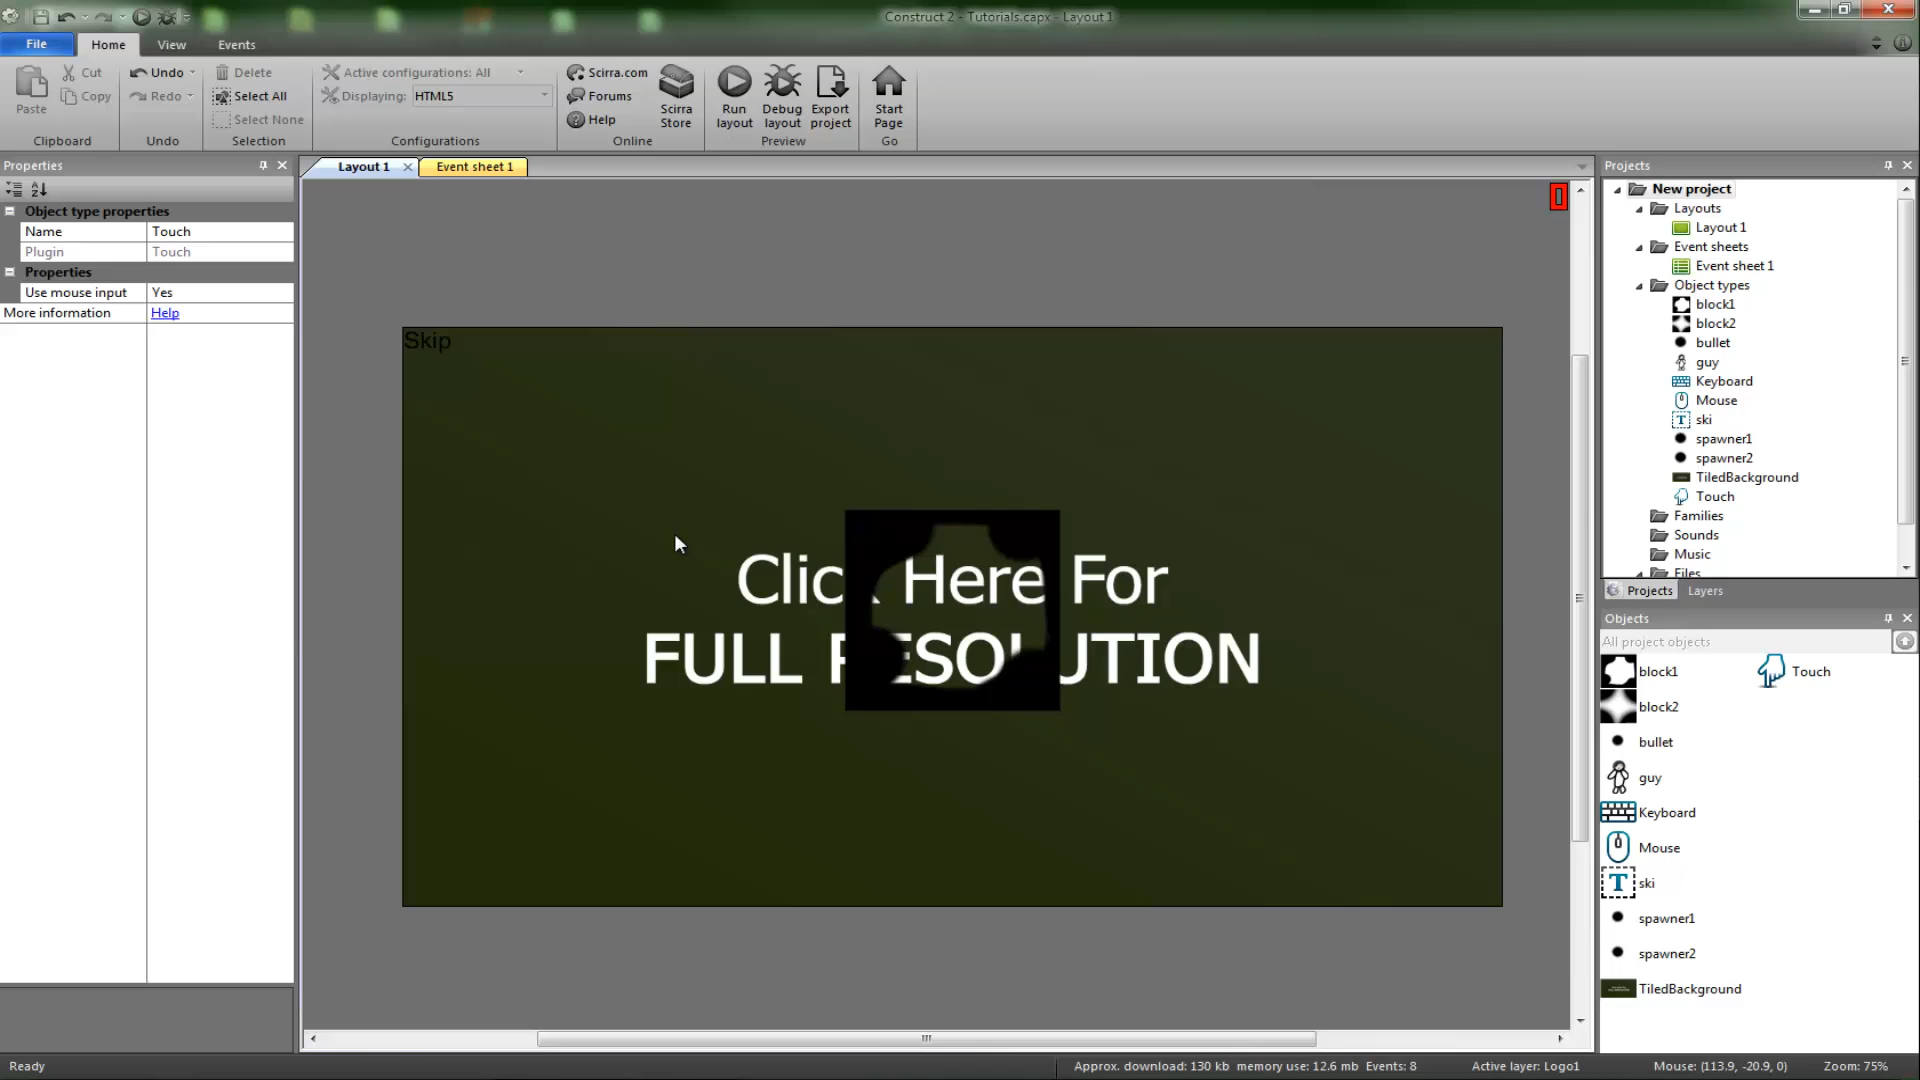 Construct 2 - Tutorials.capx - Layout 1
File
Home
View
Events
Paste
Cut
Copy
Clipboard
Undo
Redo
Undo
Delete
Select All
Select None
Selection
Active configurations: All
Displaying:
HTML5
Configurations
Scirra.com
Forums
Help
Scirra
Store
Online
Run
layout
Debug
layout
Export
project
Preview
Start
Page
Go
Properties
Object type properties
Name
Touch
Plugin
Touch
Properties
Use mouse input
Yes
More information
Help
Layout 1
Event sheet 1
Skip
Click Here For
FULL RESOLUTION
Projects
New project
Layouts
Layout 1
Event sheets
Event sheet 1
Object types
block1
block2
bullet
guy
Keyboard
Mouse
ski
spawner1
spawner2
TiledBackground
Touch
Families
Sounds
Music
Files
Projects
Layers
Objects
All project objects
block1
Touch
block2
bullet
guy
Keyboard
Mouse
ski
spawner1
spawner2
TiledBackground
Ready
Approx. download: 130 kb memory use: 12.6 mb Events: 8
Active layer: Logo1
Mouse: (113.9, -20.9, 0)
Zoom: 75%